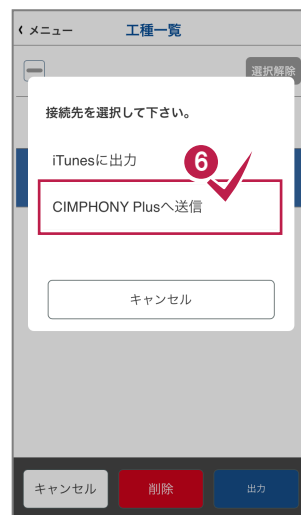 ‹ メニュー 工種一覧
選択解除
接続先を選択して下さい。
iTunesに出力
6
CIMPHONY Plusへ送信
キャンセル
キャンセル 削除 出力